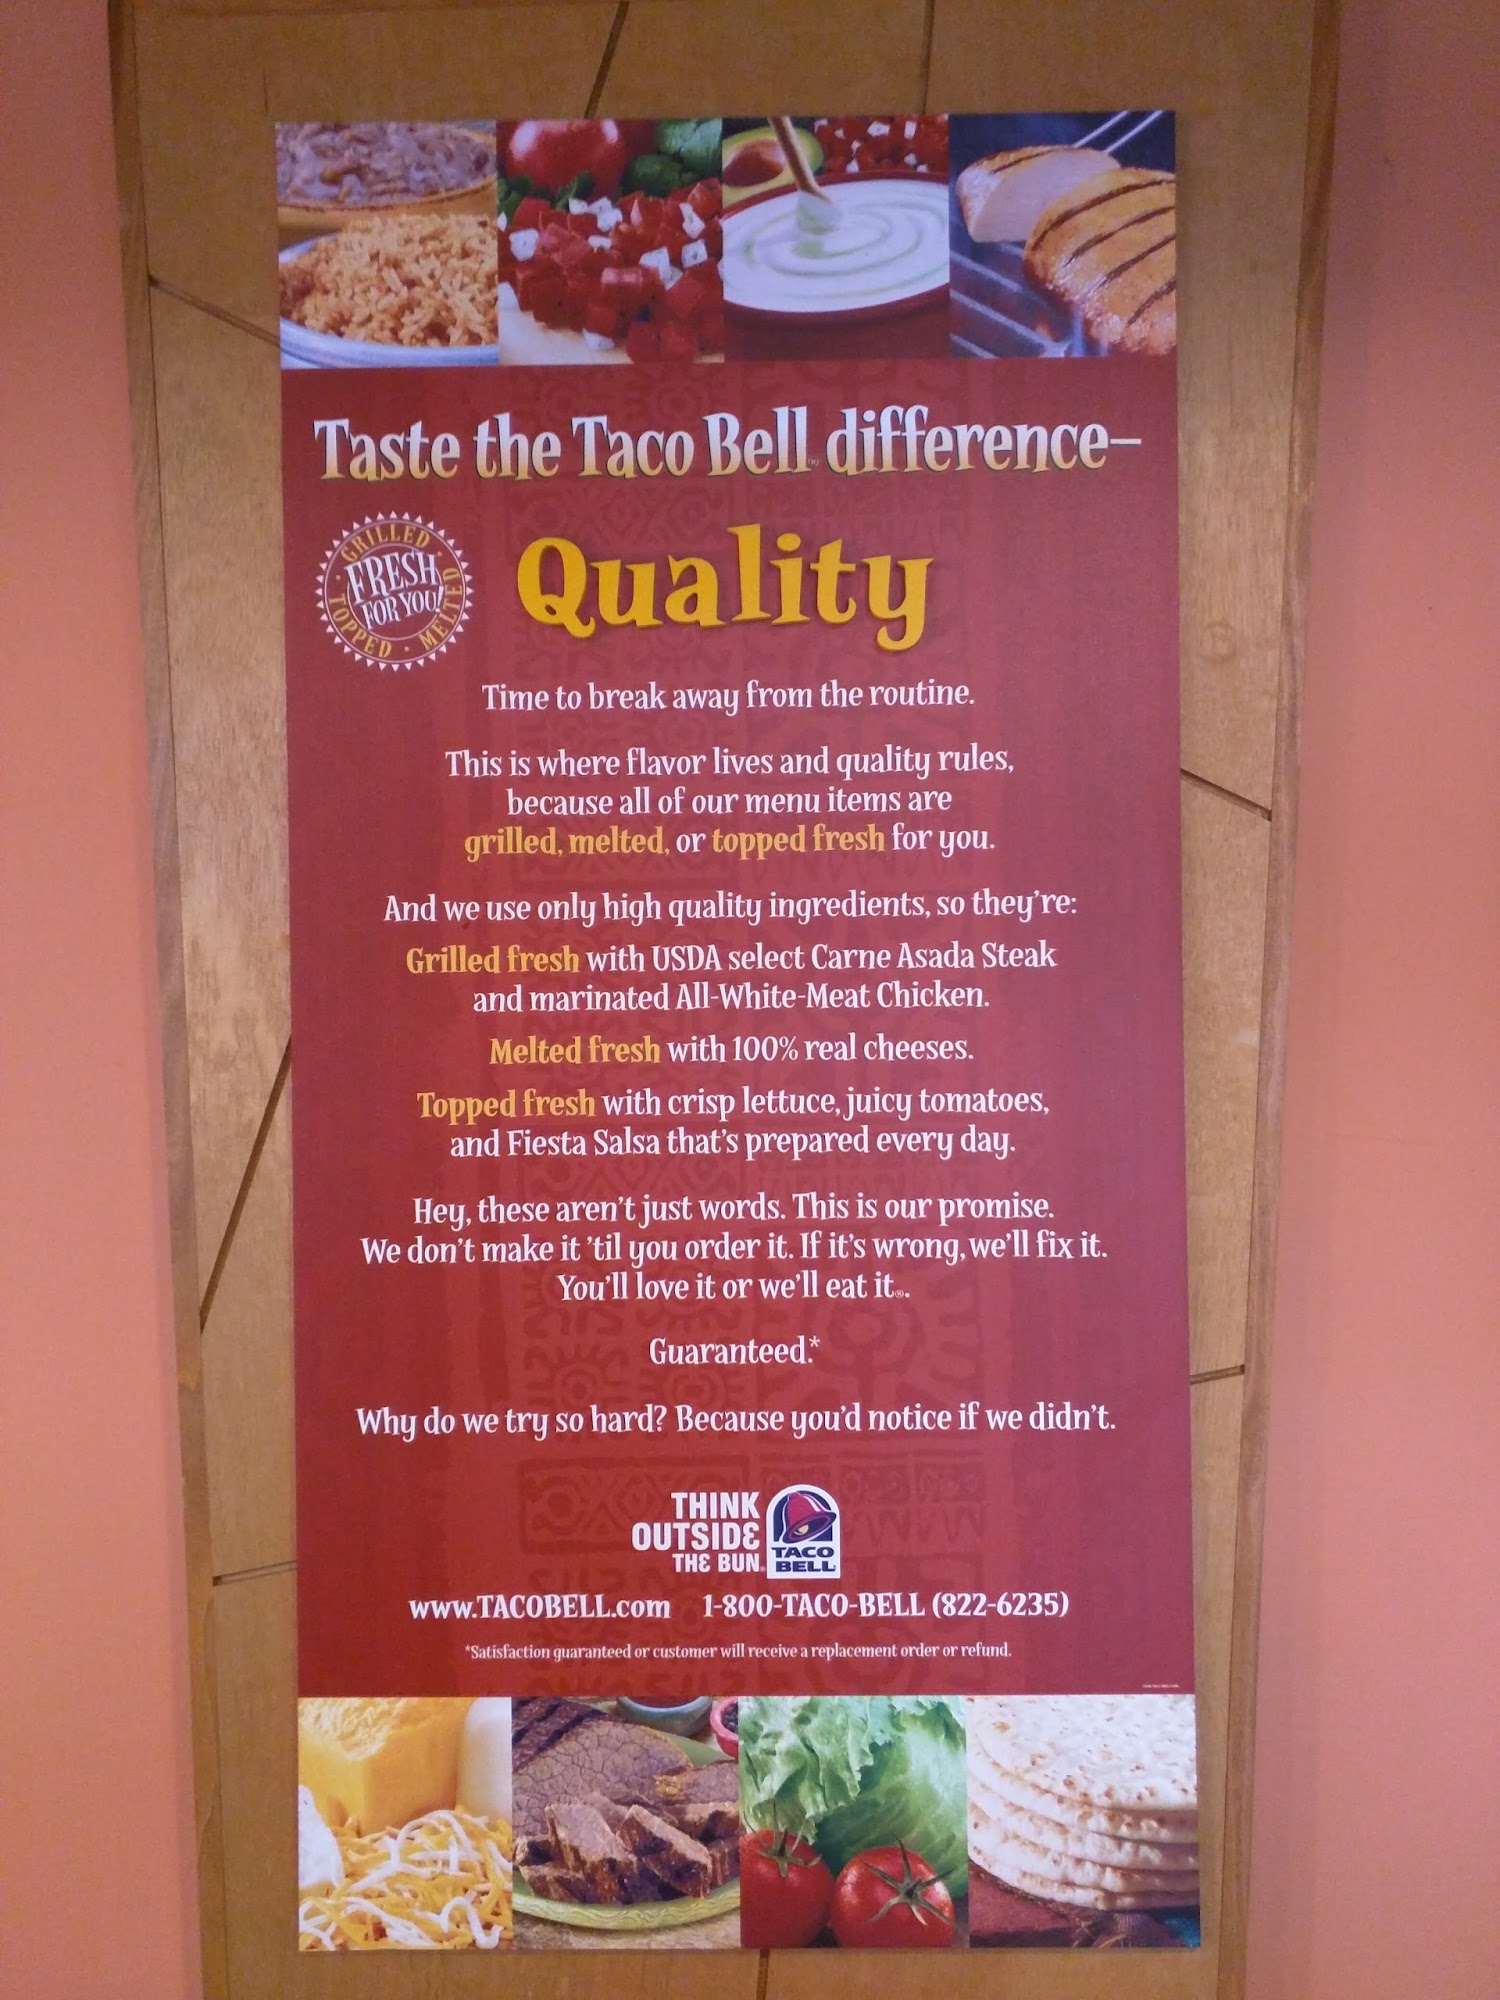 Taste the Taco Bell® difference–
GRILLED · MELTED · TOPPED ·
FRESH
FOR YOU!
Quality
Time to break away from the routine.
This is where flavor lives and quality rules,
because all of our menu items are
grilled, melted, or topped fresh for you.
And we use only high quality ingredients, so they're:
Grilled fresh with USDA select Carne Asada Steak
and marinated All-White-Meat Chicken.
Melted fresh with 100% real cheeses.
Topped fresh with crisp lettuce, juicy tomatoes,
and Fiesta Salsa that's prepared every day.
Hey, these aren't just words. This is our promise.
We don't make it 'til you order it. If it's wrong, we'll fix it.
You'll love it or we'll eat it®.
Guaranteed.*
Why do we try so hard? Because you'd notice if we didn't.
THINK
OUTSIDE
THE BUN®
TACO
BELL
www.TACOBELL.com 1-800-TACO-BELL (822-6235)
*Satisfaction guaranteed or customer will receive a replacement order or refund.